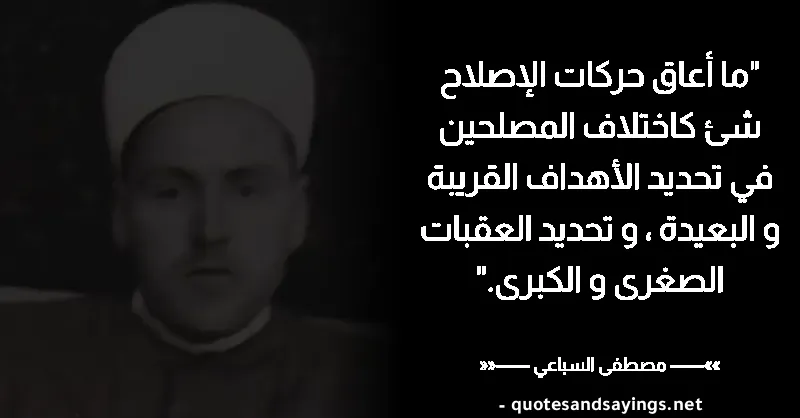 "ما أعاق حركات الإصلاح
شئ كاختلاف المصلحين
في تحديد الأهداف القريبة
و البعيدة ، و تحديد العقبات
الصغرى و الكبرى."
»»—— مصطفى السباعي ——««
- quotesandsayings.net